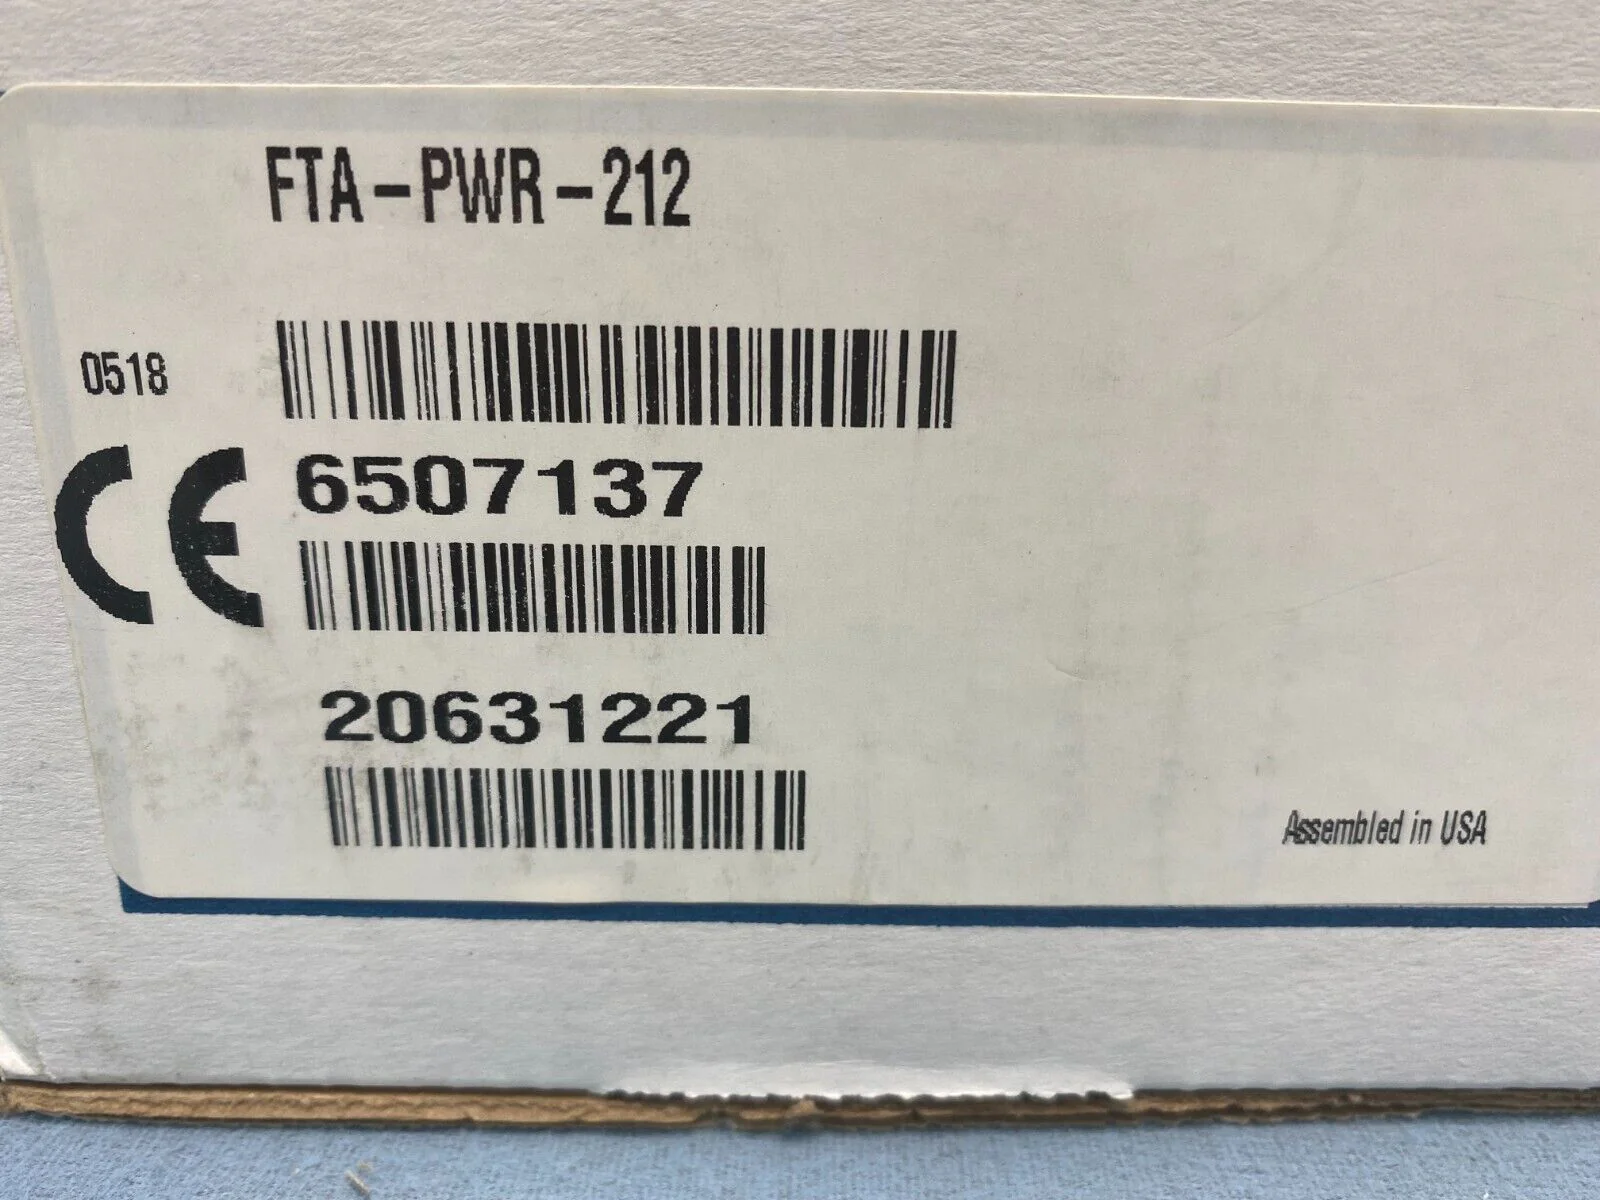 FTA-PWR-212
0518
CE
6507137
20631221
Assembled in USA